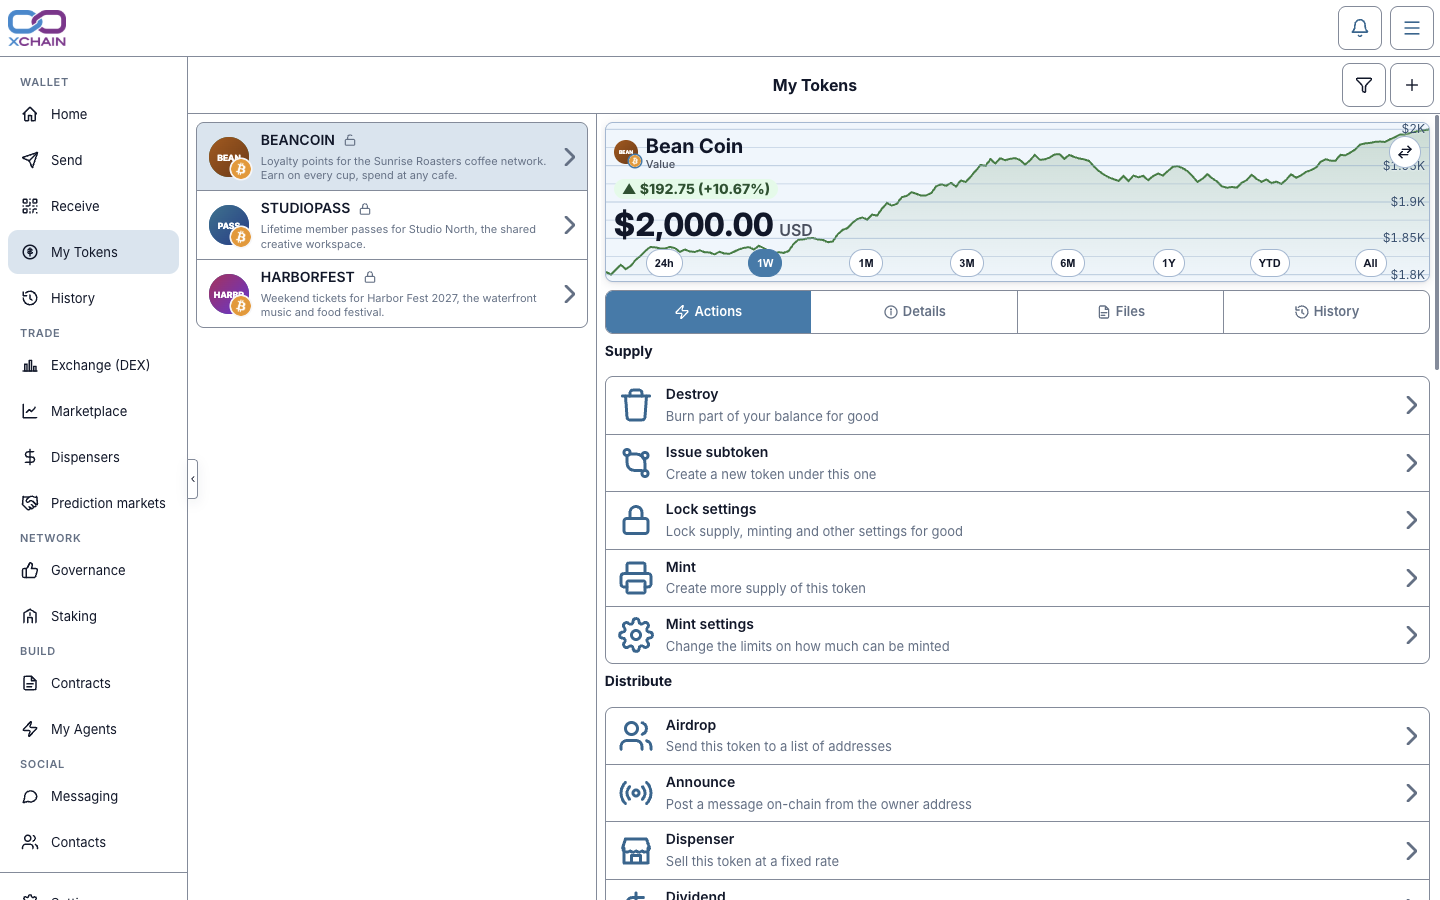 XCHAIN
WALLET
Home
Send
Receive
My Tokens
History
TRADE
Exchange (DEX)
Marketplace
Dispensers
Prediction markets
NETWORK
Governance
Staking
BUILD
Contracts
My Agents
SOCIAL
Messaging
Contacts
My Tokens
BEAN
BEANCOIN
Loyalty points for the Sunrise Roasters coffee network.
Earn on every cup, spend at any cafe.
PASS
STUDIOPASS
Lifetime member passes for Studio North, the shared
creative workspace.
HARBORFEST
Weekend tickets for Harbor Fest 2027, the waterfront
music and food festival.
BEAN
Bean Coin
Value
▲ $192.75 (+10.67%)
$2,000.00 USD
$2K
$1.9K
$1.85K
$1.8K
24h
1W
1M
3M
6M
1Y
YTD
All
Actions
Details
Files
History
Supply
Destroy
Burn part of your balance for good
Issue subtoken
Create a new token under this one
Lock settings
Lock supply, minting and other settings for good
Mint
Create more supply of this token
Mint settings
Change the limits on how much can be minted
Distribute
Airdrop
Send this token to a list of addresses
Announce
Post a message on-chain from the owner address
Dispenser
Sell this token at a fixed rate
Dividend